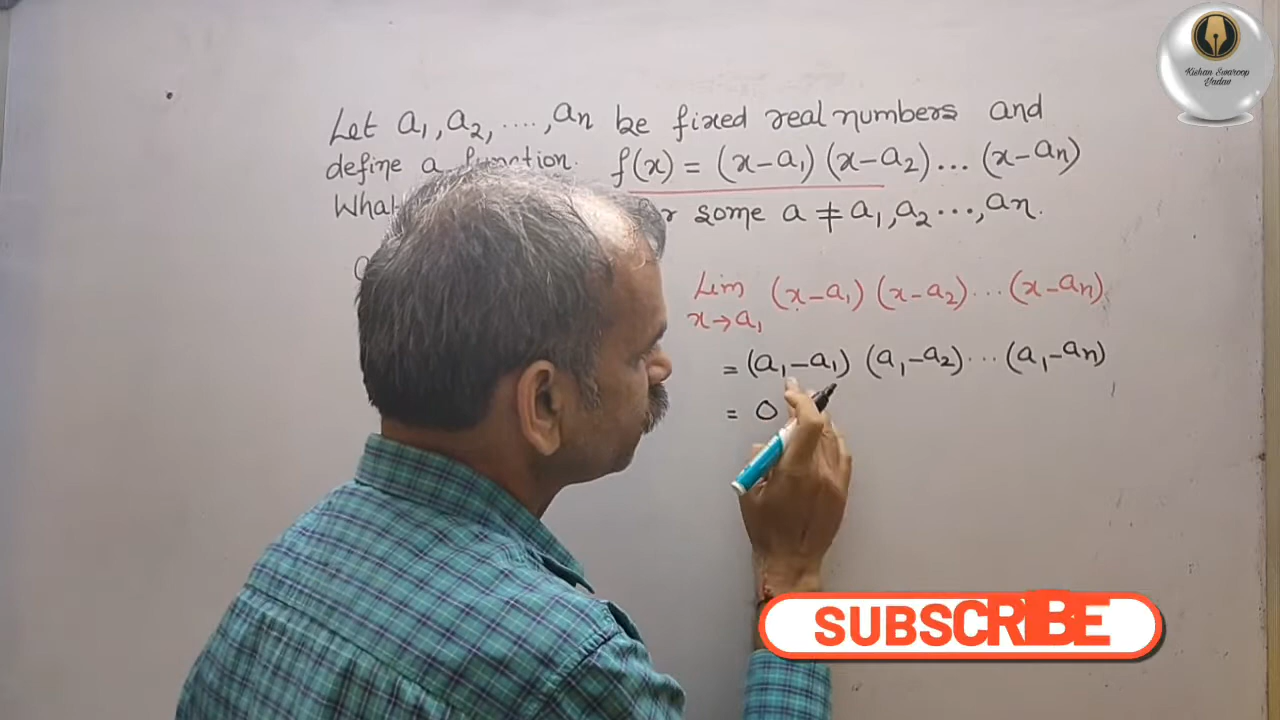 Kishan Swaroop
Yadav
Let a₁, a₂, ...., an be fixed real numbers and
define a function. f(x) = (x-a₁) (x-a₂)... (x-an)
What some a ≠ a₁, a₂ ..., an.
Lim (x-a₁) (x-a₂)... (x-an)
x→a₁
= (a₁-a₁) (a₁-a₂)... (a₁-an)
= 0
SUBSCRIBE